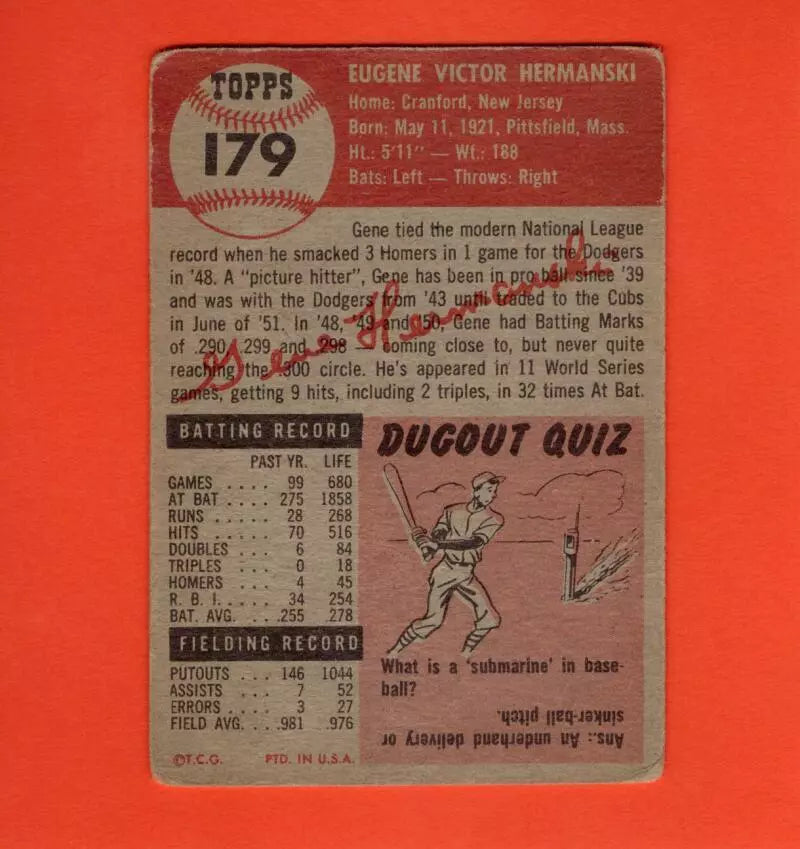 TOPPS
179
EUGENE VICTOR HERMANSKI
Home: Cranford, New Jersey
Born: May 11, 1921, Pittsfield, Mass.
Ht.: 5'11" — Wt.: 188
Bats: Left — Throws: Right
Gene tied the modern National League
record when he smacked 3 Homers in 1 game for the Dodgers
in '48. A "picture hitter", Gene has been in pro ball since '39
and was with the Dodgers from '43 until traded to the Cubs
in June of '51. In '48, '49 and '50, Gene had Batting Marks
of .290, .299 and .298 — coming close to, but never quite
reaching the .300 circle. He's appeared in 11 World Series
games, getting 9 hits, including 2 triples, in 32 times At Bat.
Gene Hermanski
BATTING RECORD
PAST YR. LIFE
GAMES .... 99 680
AT BAT .... 275 1858
RUNS ..... 28 268
HITS ..... 70 516
DOUBLES ... 6 84
TRIPLES ... 0 18
HOMERS ... 4 45
R. B. I. .... 34 254
BAT. AVG. ... .255 .278
FIELDING RECORD
PUTOUTS ... 146 1044
ASSISTS ... 7 52
ERRORS .... 3 27
FIELD AVG. .. .981 .976
©T.C.G. PTD. IN U.S.A.
DUGOUT QUIZ
What is a 'submarine' in base-
ball?
Ans.: An underhand delivery or
sinker-ball pitch.